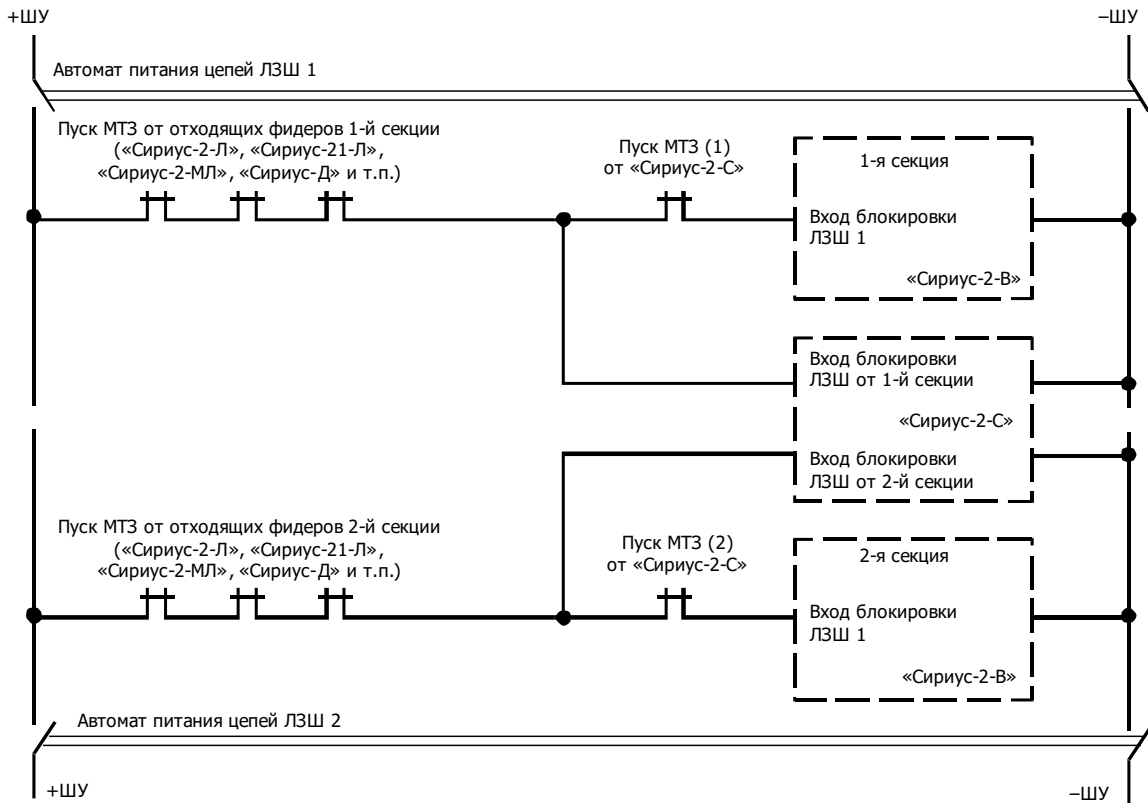 +ШУ
–ШУ
Автомат питания цепей ЛЗШ 1
Пуск МТЗ от отходящих фидеров 1-й секции
(«Сириус-2-Л», «Сириус-21-Л»,
«Сириус-2-МЛ», «Сириус-Д» и т.п.)
Пуск МТЗ (1)
от «Сириус-2-С»
1-я секция
Вход блокировки
ЛЗШ 1
«Сириус-2-В»
Вход блокировки
ЛЗШ от 1-й секции
«Сириус-2-С»
Вход блокировки
ЛЗШ от 2-й секции
Пуск МТЗ от отходящих фидеров 2-й секции
(«Сириус-2-Л», «Сириус-21-Л»,
«Сириус-2-МЛ», «Сириус-Д» и т.п.)
Пуск МТЗ (2)
от «Сириус-2-С»
2-я секция
Вход блокировки
ЛЗШ 1
«Сириус-2-В»
Автомат питания цепей ЛЗШ 2
+ШУ
–ШУ